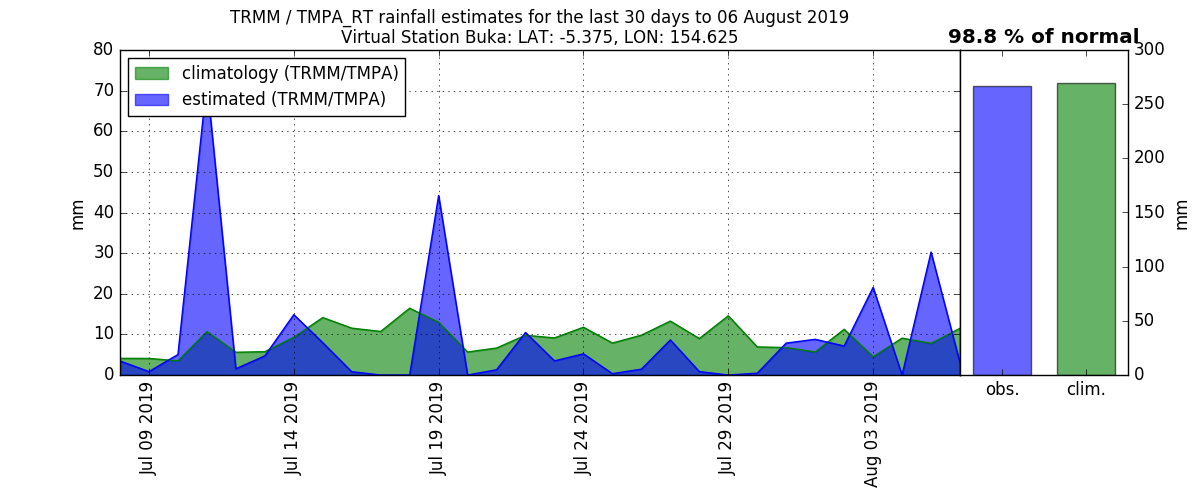 TRMM / TMPA_RT rainfall estimates for the last 30 days to 06 August 2019
Virtual Station Buka: LAT: -5.375, LON: 154.625
98.8 % of normal
climatology (TRMM/TMPA)
estimated (TRMM/TMPA)
80
70
60
50
40
30
20
10
0
mm
Jul 09 2019
Jul 14 2019
Jul 19 2019
Jul 24 2019
Jul 29 2019
Aug 03 2019
obs.
clim.
300
250
200
150
100
50
0
mm